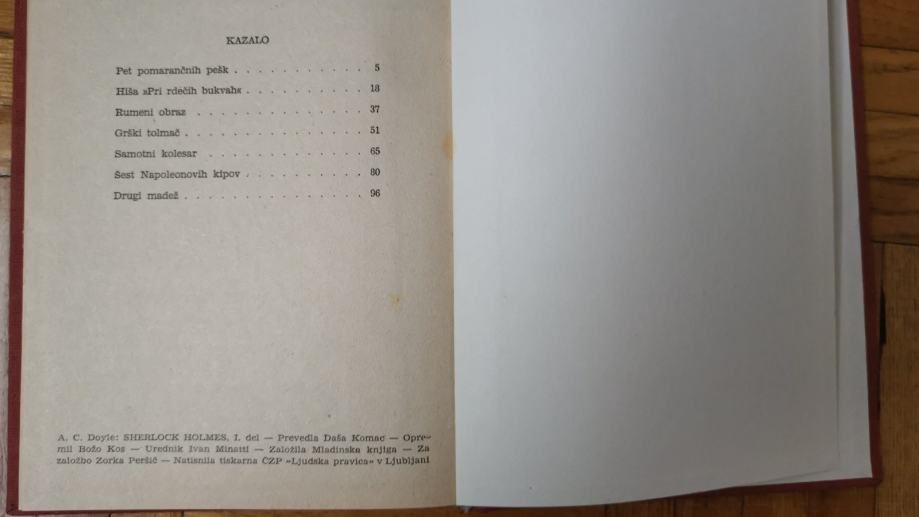 KAZALO
Pet pomarančnih pešk . . . . . . . . . . . 5
Hiša »Pri rdečih bukvah« . . . . . . . . . . 18
Rumeni obraz . . . . . . . . . . . . . . 37
Grški tolmač . . . . . . . . . . . . . . . 51
Samotni kolesar . . . . . . . . . . . . . 65
Šest Napoleonovih kipov . . . . . . . . . . 80
Drugi madež . . . . . . . . . . . . . . . 96
A. C. Doyle: SHERLOCK HOLMES, I. del — Prevedla Daša Komac — Opre-
mil Božo Kos — Urednik Ivan Minatti — Založila Mladinska knjiga — Za
založbo Zorka Peršič — Natisnila tiskarna ČZP »Ljudska pravica« v Ljubljani